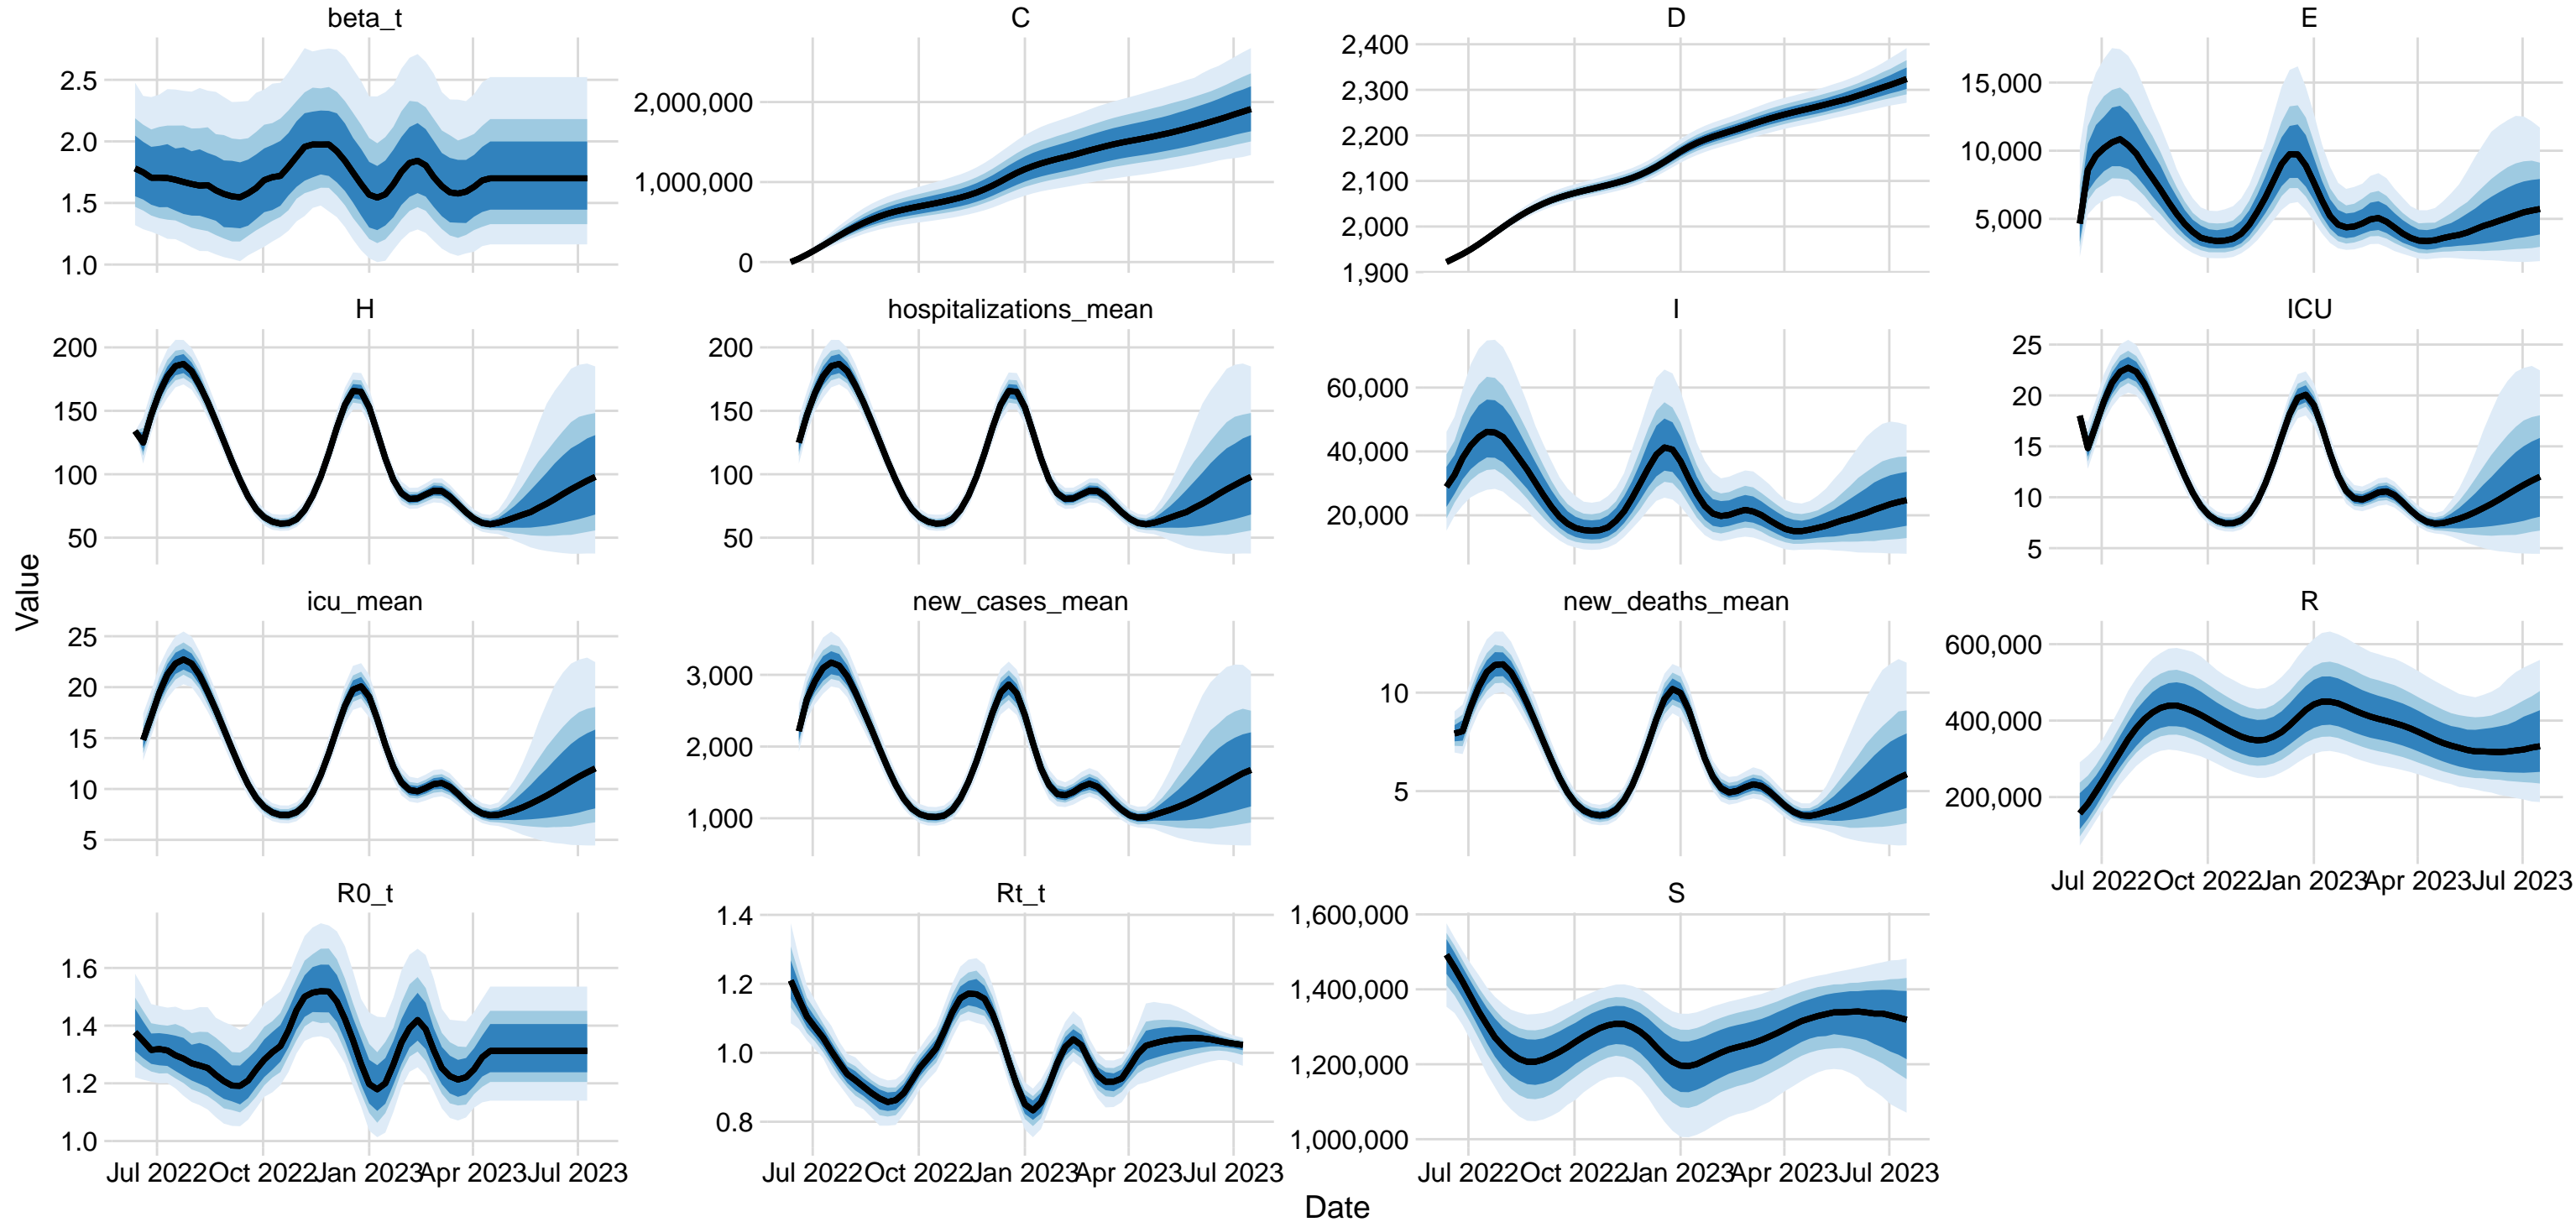 beta_t
C
D
E
2.5
2.0
1.5
1.0
2,000,000
1,000,000
0
2,400
2,300
2,200
2,100
2,000
1,900
15,000
10,000
5,000
H
hospitalizations_mean
I
ICU
200
150
100
50
200
150
100
50
60,000
40,000
20,000
25
20
15
10
5
Value
icu_mean
new_cases_mean
new_deaths_mean
R
25
20
15
10
5
3,000
2,000
1,000
10
5
600,000
400,000
200,000
Jul 2022 Oct 2022 Jan 2023 Apr 2023 Jul 2023
R0_t
Rt_t
S
1.6
1.4
1.2
1.0
1.4
1.2
1.0
0.8
1,600,000
1,400,000
1,200,000
1,000,000
Jul 2022 Oct 2022 Jan 2023 Apr 2023 Jul 2023
Jul 2022 Oct 2022 Jan 2023 Apr 2023 Jul 2023
Jul 2022 Oct 2022 Jan 2023 Apr 2023 Jul 2023
Date